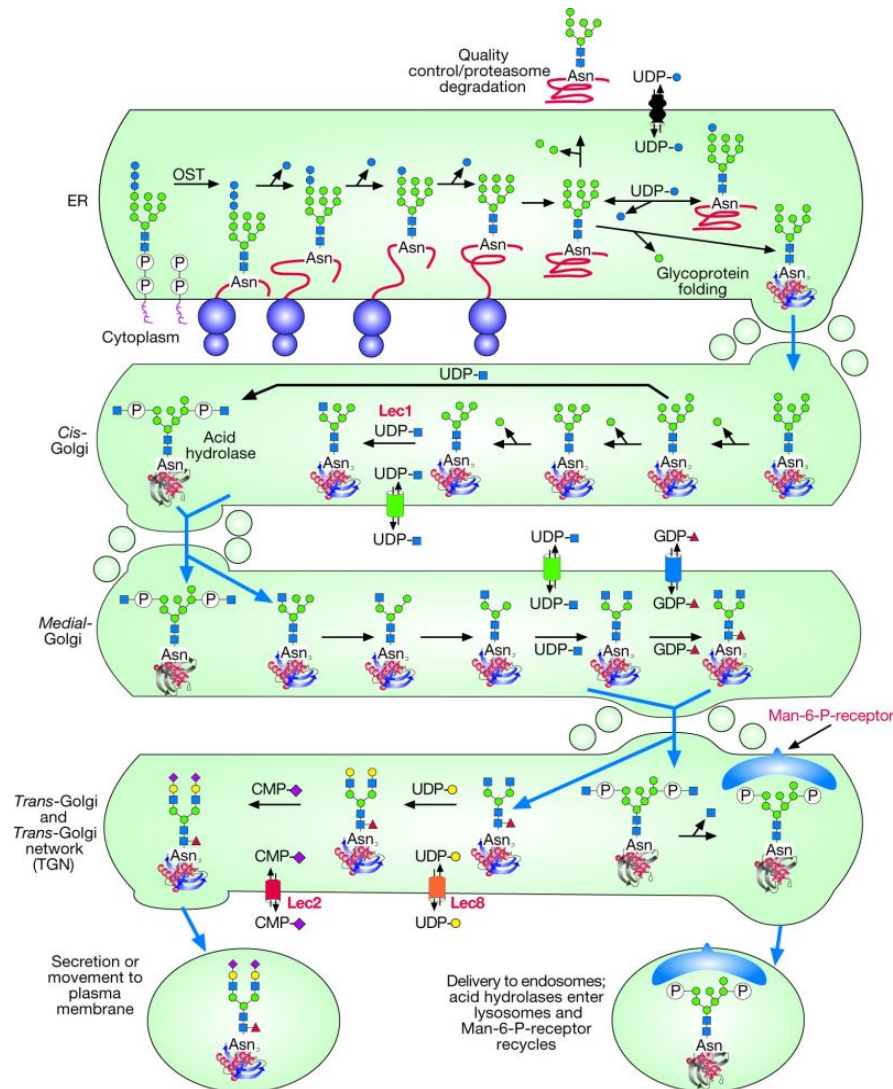 Quality
control/proteasome
degradation
Asn
UDP-
UDP-
ER
OST
UDP-
Asn
Asn
Asn
Asn
Asn
Asn
Asn
P
P
P
P
Glycoprotein
folding
Cytoplasm
UDP-
Cis-
Golgi
P
P
Acid
hydrolase
Lec1
UDP-
Asn
Asn
Asn
Asn
Asn
Asn
UDP-
UDP-
UDP-
GDP-
Medial-
Golgi
P
P
UDP-
GDP-
UDP-
GDP-
Asn
Asn
Asn
Asn
Asn
Asn
Man-6-P-receptor
Trans-Golgi
and
Trans-Golgi
network
(TGN)
CMP-
UDP-
P
P
P
P
Asn
Asn
Asn
Asn
Asn
CMP-
UDP-
Lec2
Lec8
CMP-
UDP-
Secretion or
movement to
plasma
membrane
Asn
Delivery to endosomes;
acid hydrolases enter
lysosomes and
Man-6-P-receptor
recycles
P
P
Asn